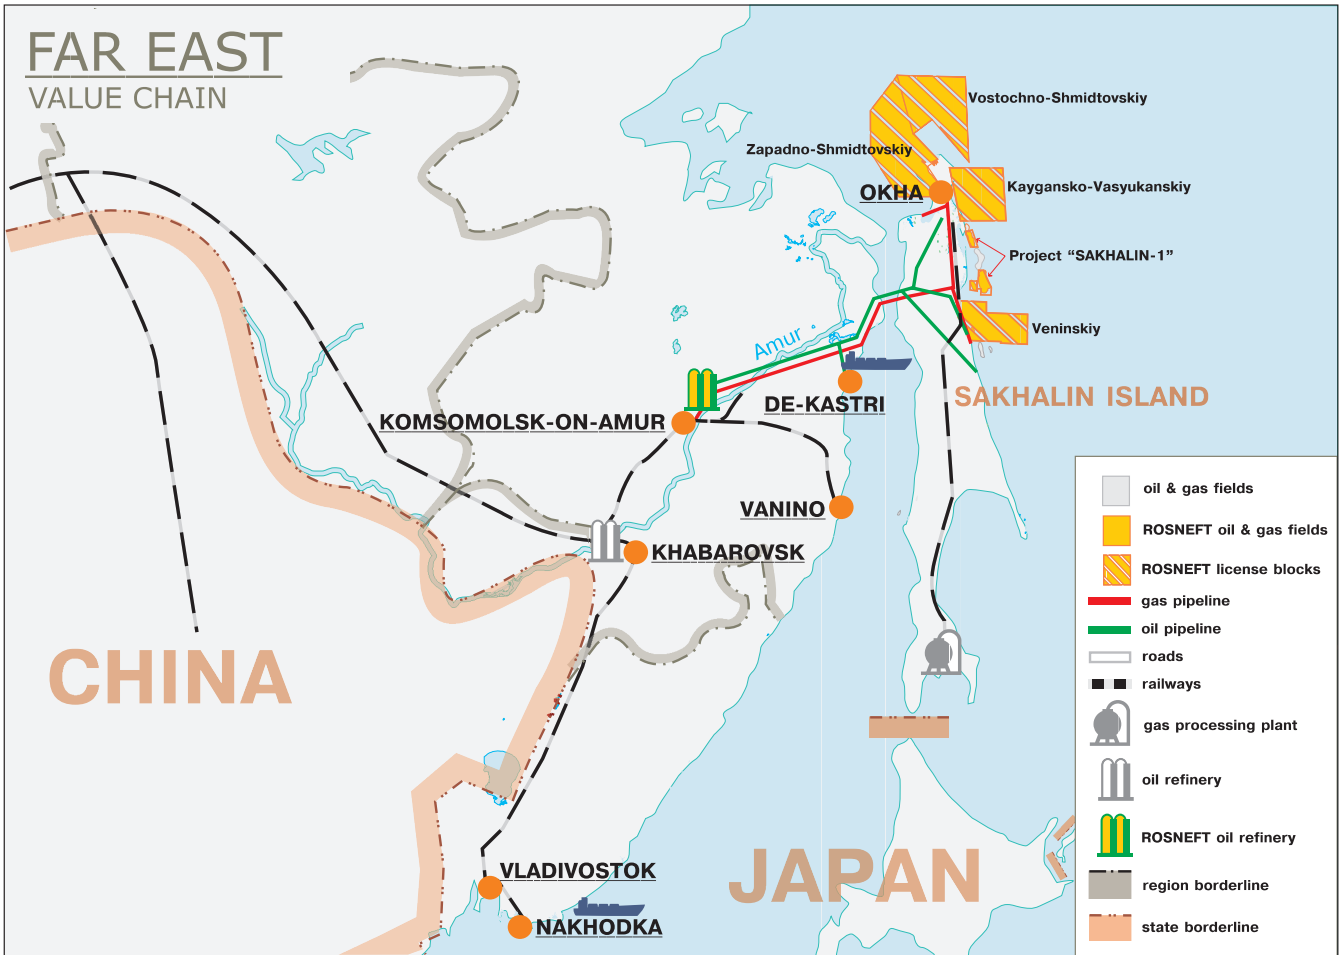 FAR EAST
VALUE CHAIN
Vostochno-Shmidtovskiy
Zapadno-Shmidtovskiy
OKHA
Kaygansko-Vasyukanskiy
Project “SAKHALIN-1”
Veninskiy
Amur
SAKHALIN ISLAND
DE-KASTRI
KOMSOMOLSK-ON-AMUR
VANINO
KHABAROVSK
CHINA
JAPAN
VLADIVOSTOK
NAKHODKA
oil & gas fields
ROSNEFT oil & gas fields
ROSNEFT license blocks
gas pipeline
oil pipeline
roads
railways
gas processing plant
oil refinery
ROSNEFT oil refinery
region borderline
state borderline